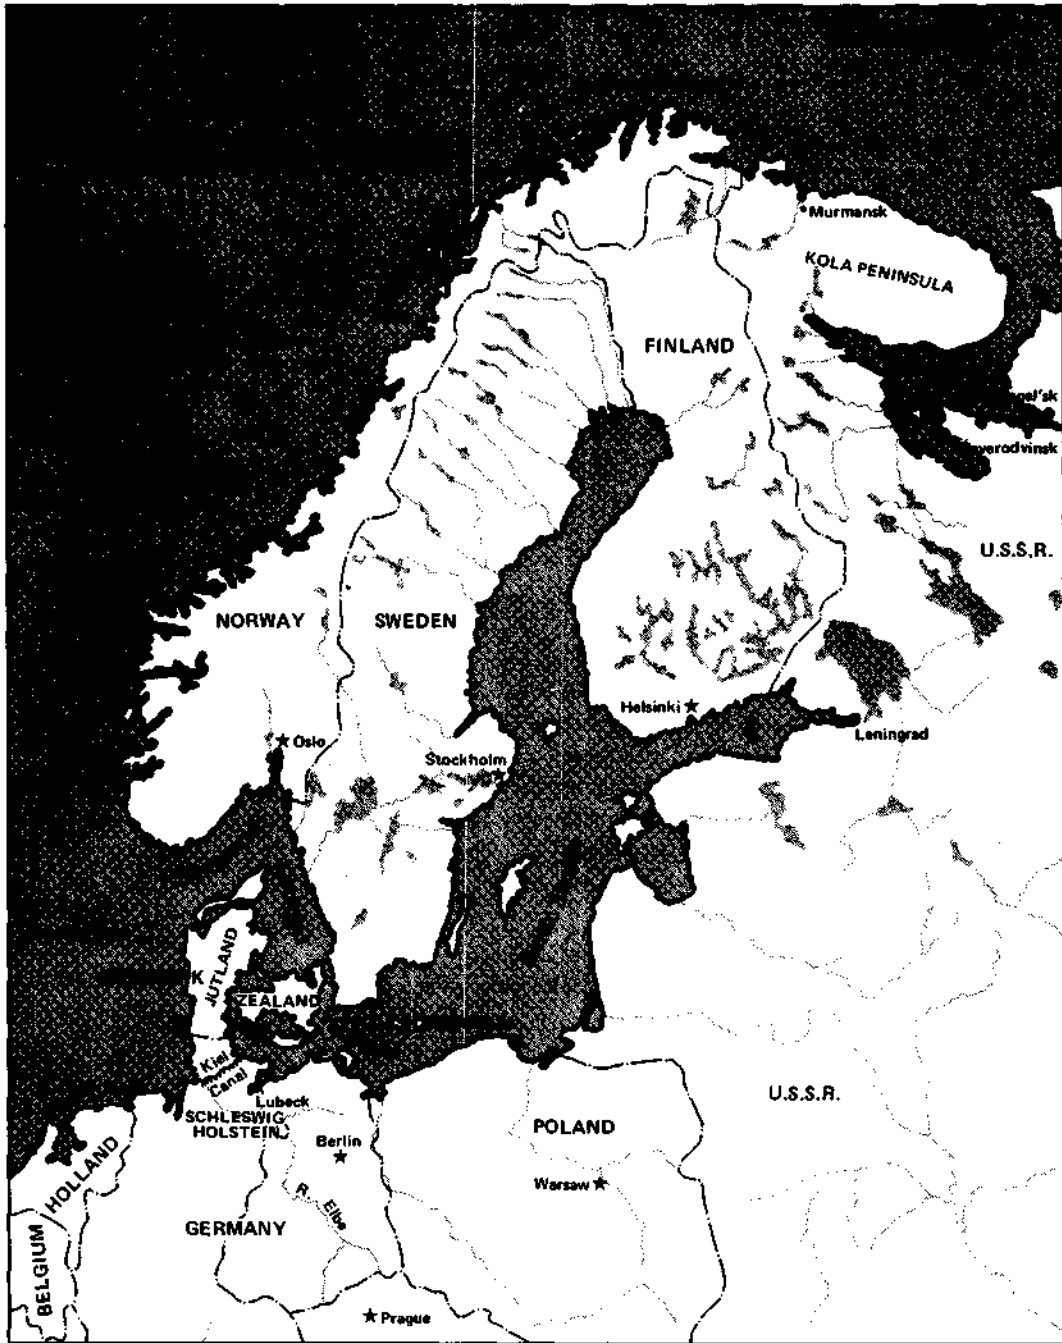 Murmansk
KOLA PENINSULA
FINLAND
U.S.S.R.
NORWAY
SWEDEN
Helsinki
Leningrad
Oslo
Stockholm
JUTLAND
K
ZEALAND
Kiel
Canal
Lubeck
SCHLESWIG
HOLSTEIN
U.S.S.R.
POLAND
Berlin
HOLLAND
Warsaw
R. Elbe
GERMANY
BELGIUM
Prague